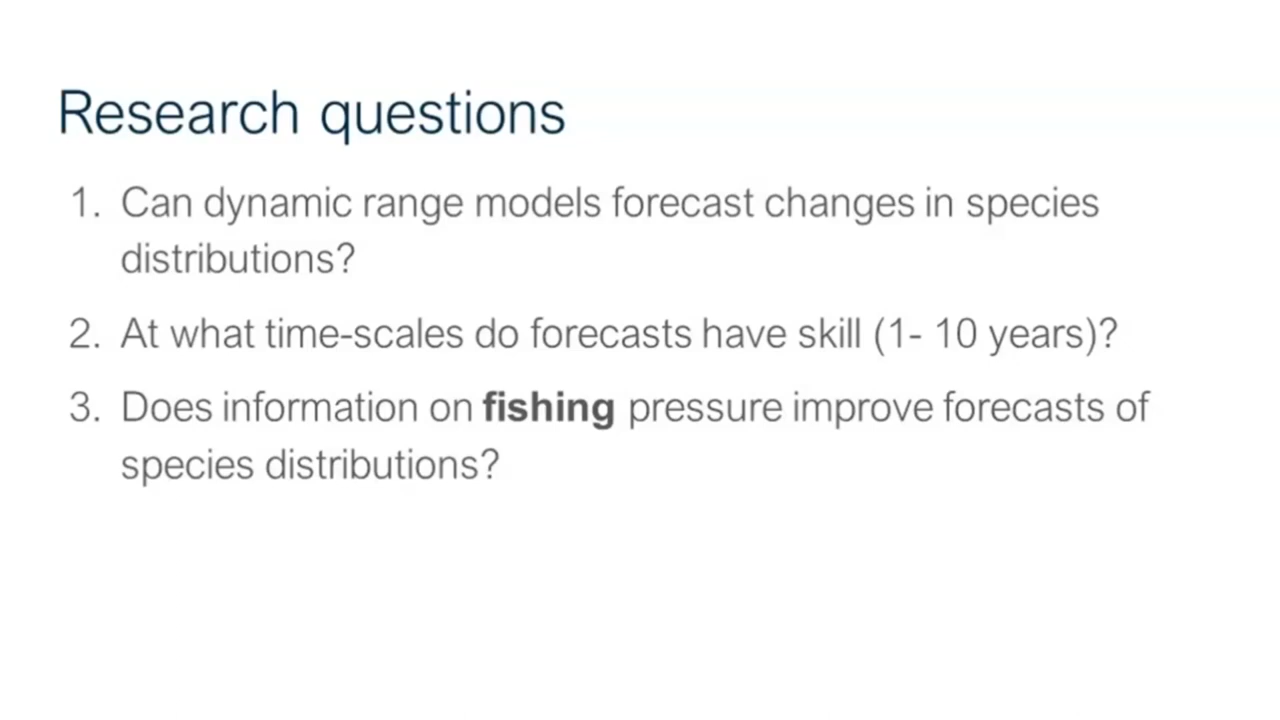 Research questions
1. Can dynamic range models forecast changes in species
distributions?
2. At what time-scales do forecasts have skill (1- 10 years)?
3. Does information on fishing pressure improve forecasts of
species distributions?